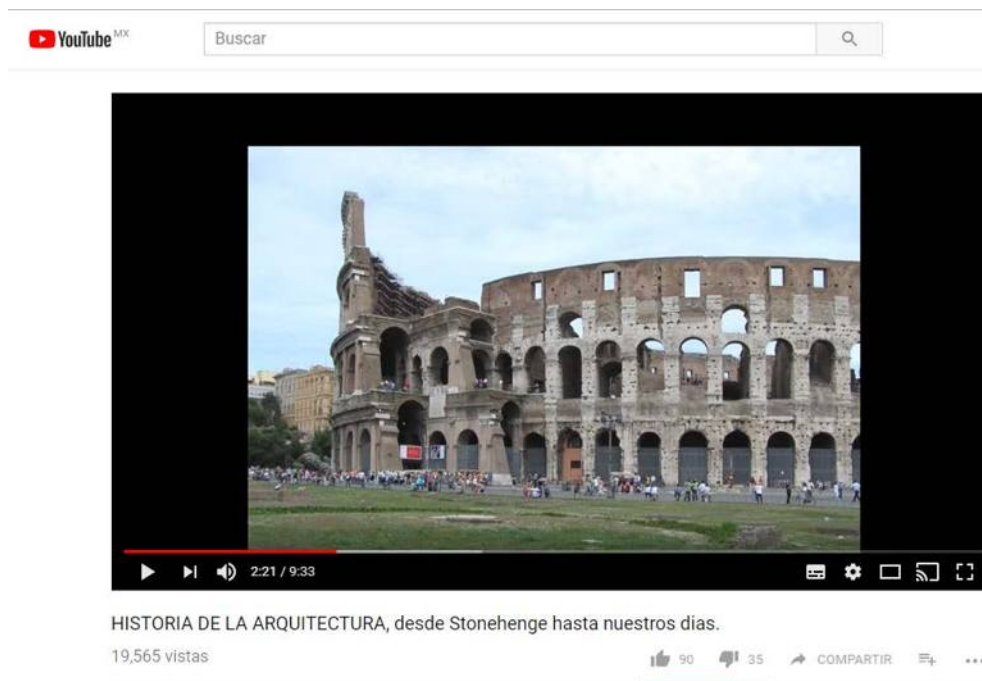 YouTube MX
Buscar
2:21 / 9:33
HISTORIA DE LA ARQUITECTURA, desde Stonehenge hasta nuestros dias.
19,565 vistas
90 35 COMPARTIR